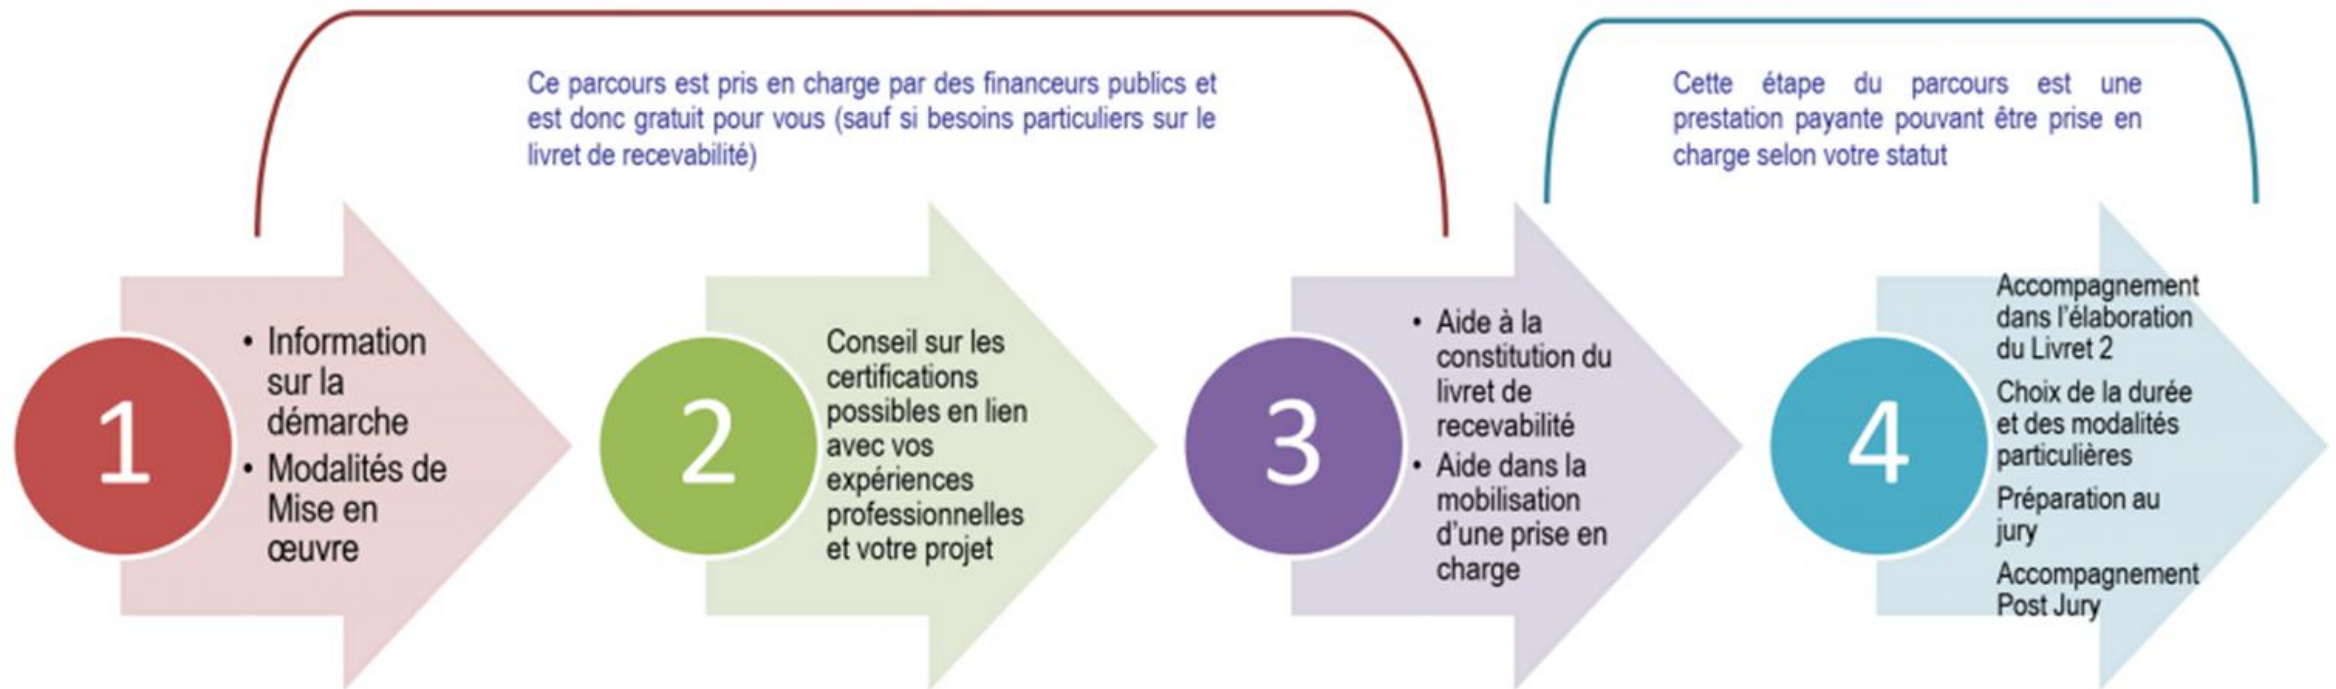 Ce parcours est pris en charge par des financeurs publics et
est donc gratuit pour vous (sauf si besoins particuliers sur le
livret de recevabilité)
Cette étape du parcours est une
prestation payante pouvant être prise en
charge selon votre statut
1
• Information
sur la
démarche
• Modalités de
Mise en
œuvre
2
Conseil sur les
certifications
possibles en lien
avec vos
expériences
professionnelles
et votre projet
3
• Aide à la
constitution du
livret de
recevabilité
• Aide dans la
mobilisation
d'une prise en
charge
4
Accompagnement
dans l'élaboration
du Livret 2
Choix de la durée
et des modalités
particulières
Préparation au
jury
Accompagnement
Post Jury